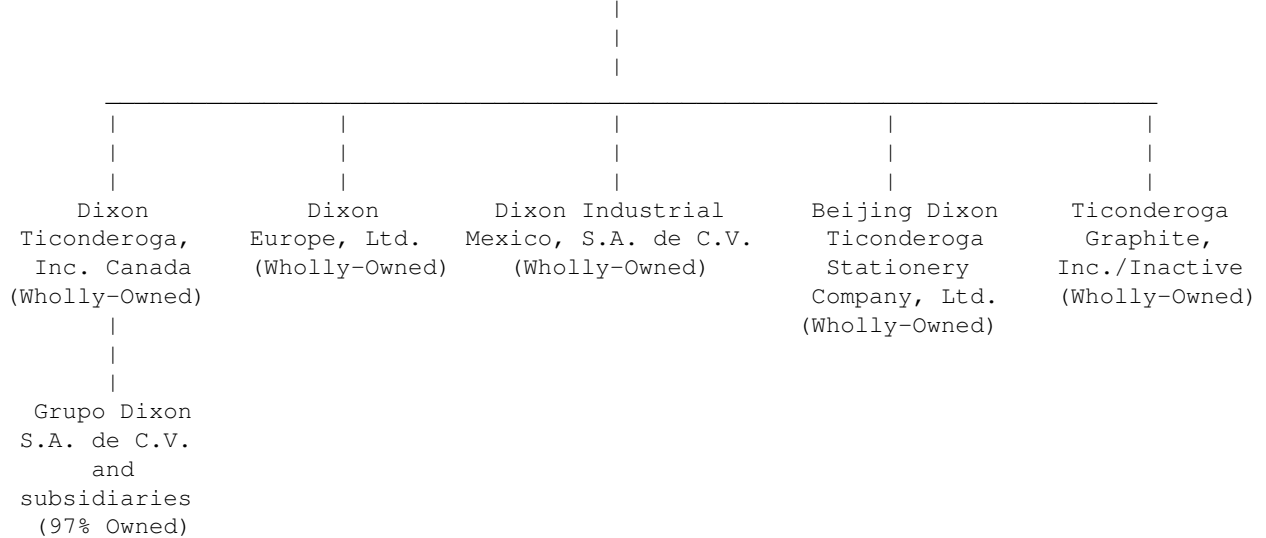 Dixon
Ticonderoga,
Inc. Canada
(Wholly-Owned)
Dixon
Europe, Ltd.
(Wholly-Owned)
Dixon Industrial
Mexico, S.A. de C.V.
(Wholly-Owned)
Beijing Dixon
Ticonderoga
Stationery
Company, Ltd.
(Wholly-Owned)
Ticonderoga
Graphite,
Inc./Inactive
(Wholly-Owned)
Grupo Dixon
S.A. de C.V.
and
subsidiaries
(97% Owned)